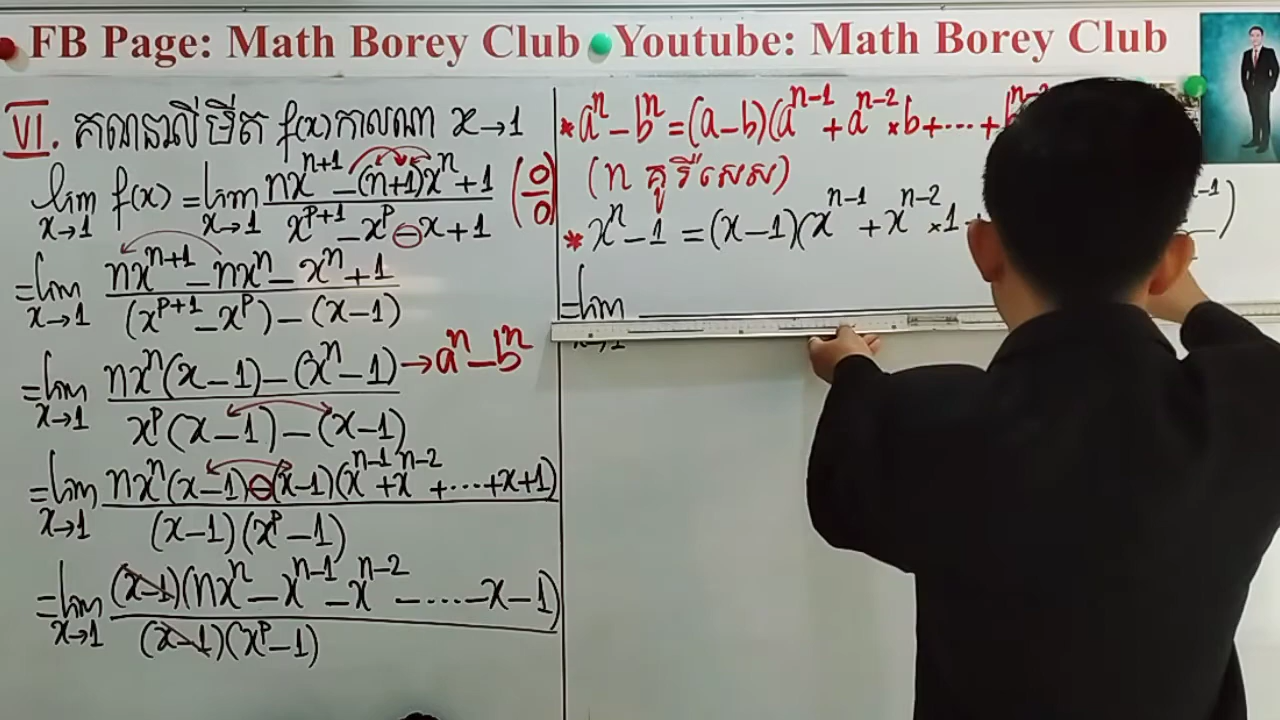 FB Page: Math Borey Club Youtube: Math Borey Club
VI. គណនាលីមីត f(x) កាលណា x→1
lim x→1 f(x) = lim x→1 (nx^{n+1} - (n+1)x^n + 1)/(x^{p+1} - x^p - x + 1) (0/0)
= lim x→1 (nx^{n+1} - nx^n - x^n + 1)/((x^{p+1} - x^p) - (x-1))
= lim x→1 (nx^n(x-1) - (x^n-1))/(x^p(x-1) - (x-1)) → a^n - b^n
= lim x→1 (nx^n(x-1) - (x-1)(x^{n-1} + x^{n-2} + ... + x + 1))/((x-1)(x^p-1))
= lim x→1 ((x-1)(nx^n - x^{n-1} - x^{n-2} - .... - x - 1))/((x-1)(x^p-1))
* a^n - b^n = (a-b)(a^{n-1} + a^{n-2}×b + ... +
(n គូ រឺ សេស)
* x^n - 1 = (x-1)(x^{n-1} + x^{n-2}×1 +
= lim x→1